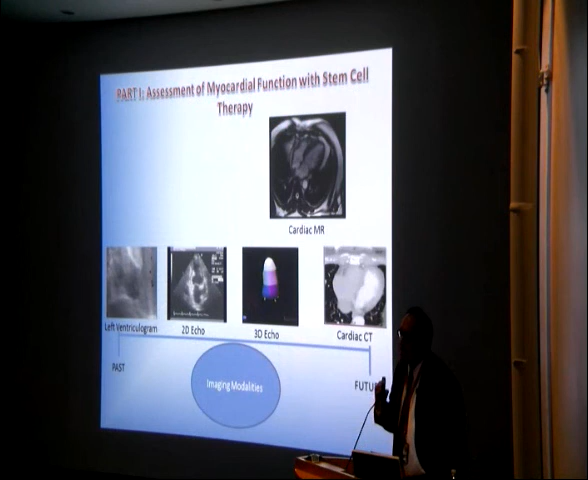 PART I: Assessment of Myocardial Function with Stem Cell
Therapy
Cardiac MR
Left Ventriculogram
2D Echo
3D Echo
Cardiac CT
PAST
Imaging Modalities
FUTU